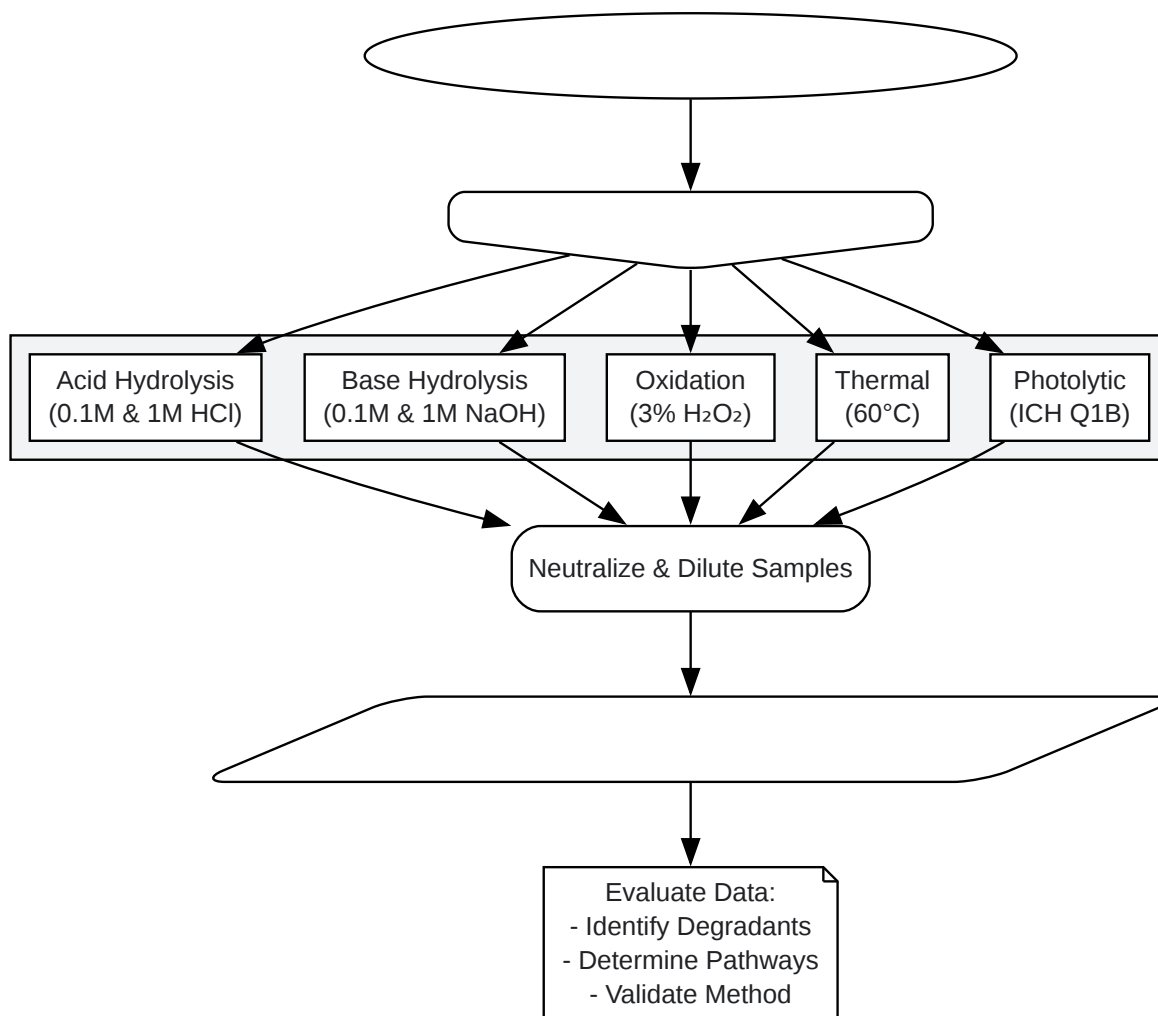 Acid Hydrolysis
(0.1M & 1M HCl)
Base Hydrolysis
(0.1M & 1M NaOH)
Oxidation
(3% H₂O₂)
Thermal
(60°C)
Photolytic
(ICH Q1B)
Neutralize & Dilute Samples
Evaluate Data:
- Identify Degradants
- Determine Pathways
- Validate Method